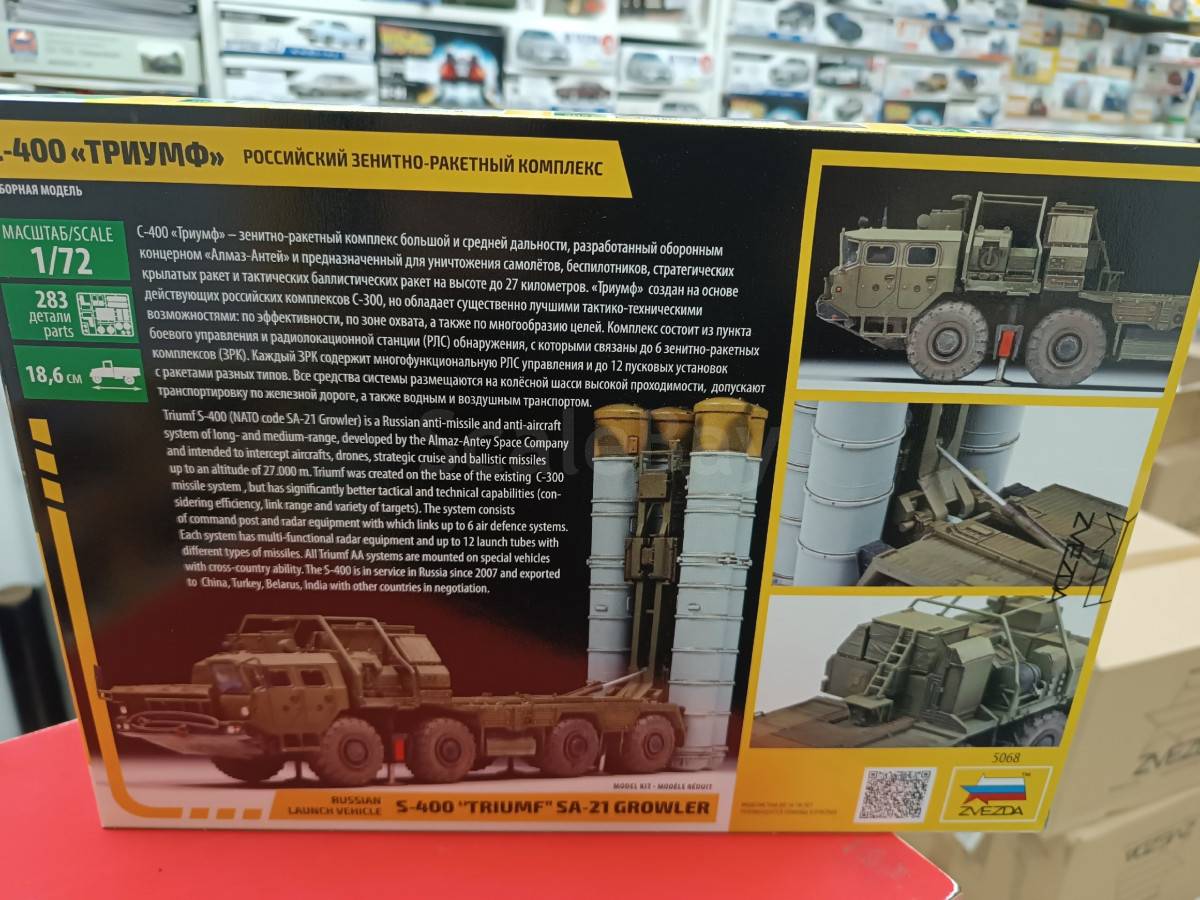 -400 «ТРИУМФ» РОССИЙСКИЙ ЗЕНИТНО-РАКЕТНЫЙ КОМПЛЕКС
БОРНАЯ МОДЕЛЬ
МАСШТАБ/SCALE
1/72
283
детали
parts
18,6 см
С-400 «Триумф» – зенитно-ракетный комплекс большой и средней дальности, разработанный оборонным
концерном «Алмаз-Антей» и предназначенный для уничтожения самолётов, беспилотников, стратегических
крылатых ракет и тактических баллистических ракет на высоте до 27 километров. «Триумф» создан на основе
действующих российских комплексов С-300, но обладает существенно лучшими тактико-техническими
возможностями: по эффективности, по зоне охвата, а также по многообразию целей. Комплекс состоит из пункта
боевого управления и радиолокационной станции (РЛС) обнаружения, с которыми связаны до 6 зенитно-ракетных
комплексов (ЗРК). Каждый ЗРК содержит многофункциональную РЛС управления и до 12 пусковых установок
с ракетами разных типов. Все средства системы размещаются на колёсной шасси высокой проходимости, допускают
транспортировку по железной дороге, а также водным и воздушным транспортом.
Triumf S-400 (NATO code SA-21 Growler) is a Russian anti-missile and anti-aircraft
system of long- and medium-range, developed by the Almaz-Antey Space Company
and intended to intercept aircrafts, drones, strategic cruise and ballistic missiles
up to an altitude of 27.000 m. Triumf was created on the base of the existing C-300
missile system , but has significantly better tactical and technical capabilities (con-
sidering efficiency, link range and variety of targets). The system consists
of command post and radar equipment with which links up to 6 air defence systems.
Each system has multi-functional radar equipment and up to 12 launch tubes with
different types of missiles. All Triumf AA systems are mounted on special vehicles
with cross-country ability. The S-400 is in service in Russia since 2007 and exported
to China, Turkey, Belarus, India with other countries in negotiation.
ZVEZDA
MODEL KIT · MODÈLE RÉDUIT
RUSSIAN
LAUNCH VEHICLE
S-400 "TRIUMF" SA-21 GROWLER
5068
ZVEZDA
ZVEZDA